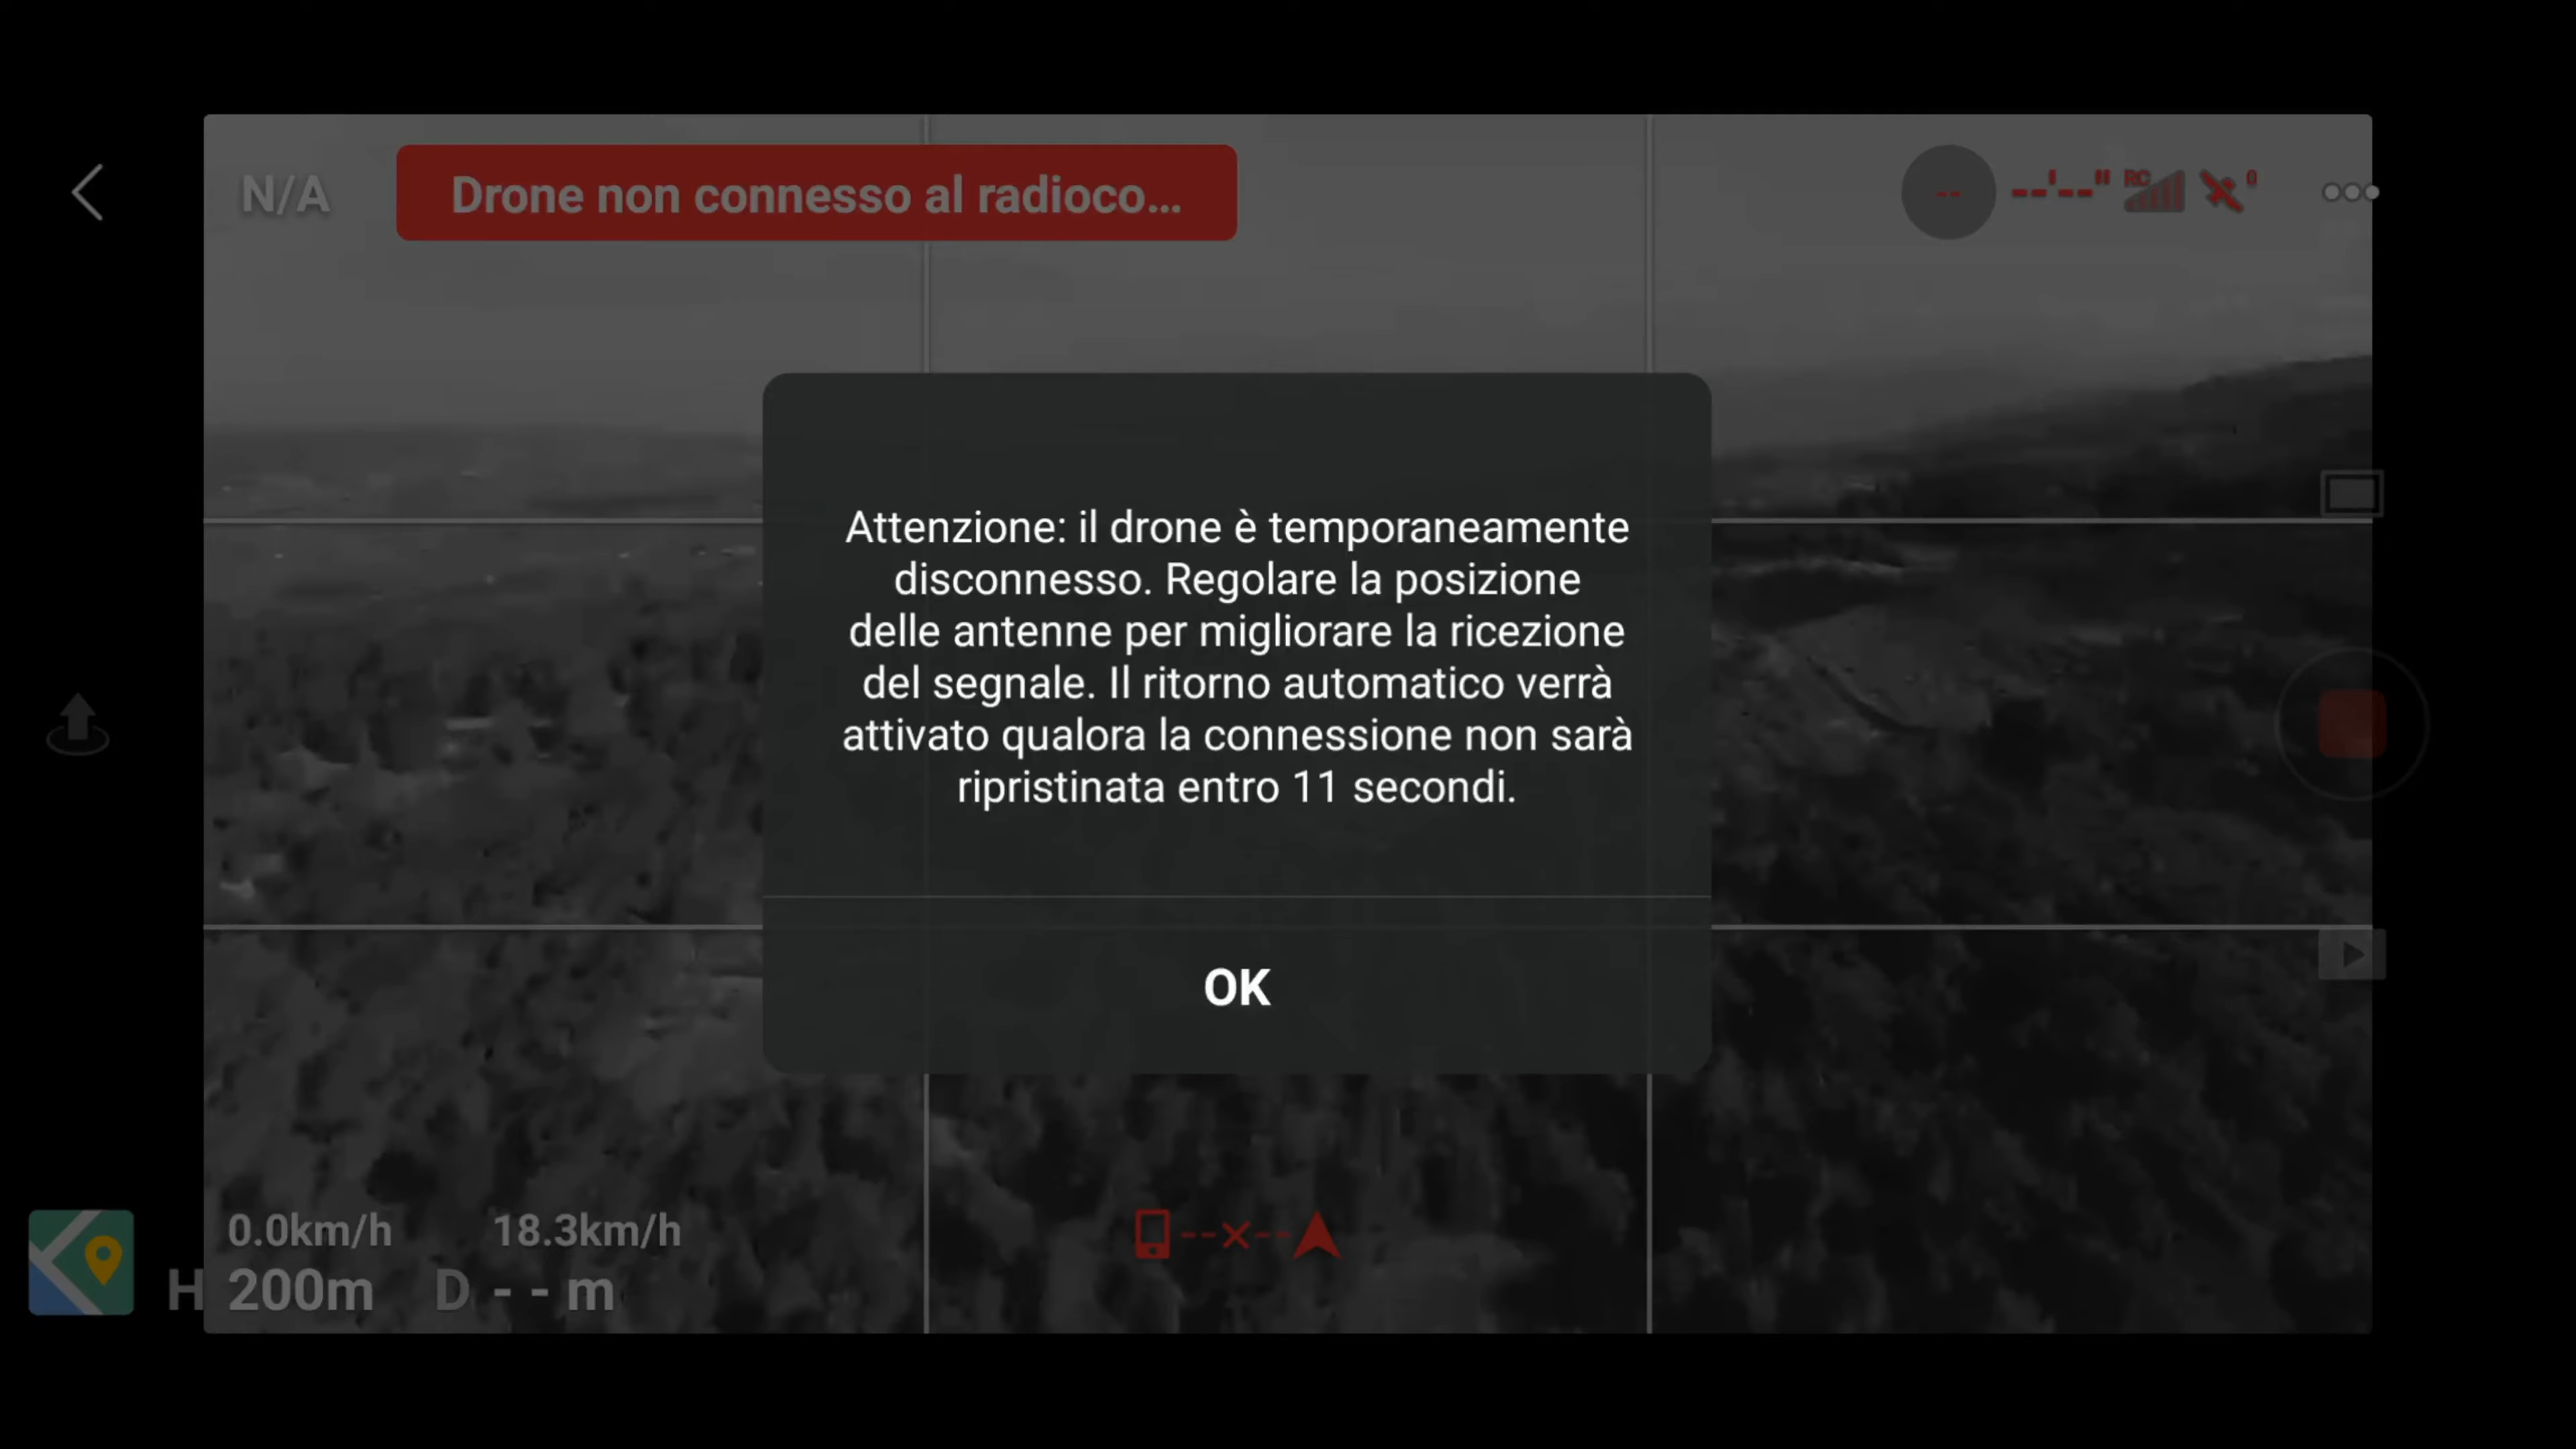 N/A
Drone non connesso al radioco...
--
--'--"
RC
0
Attenzione: il drone è temporaneamente
disconnesso. Regolare la posizione
delle antenne per migliorare la ricezione
del segnale. Il ritorno automatico verrà
attivato qualora la connessione non sarà
ripristinata entro 11 secondi.
OK
0.0km/h 18.3km/h
H 200m D - - m